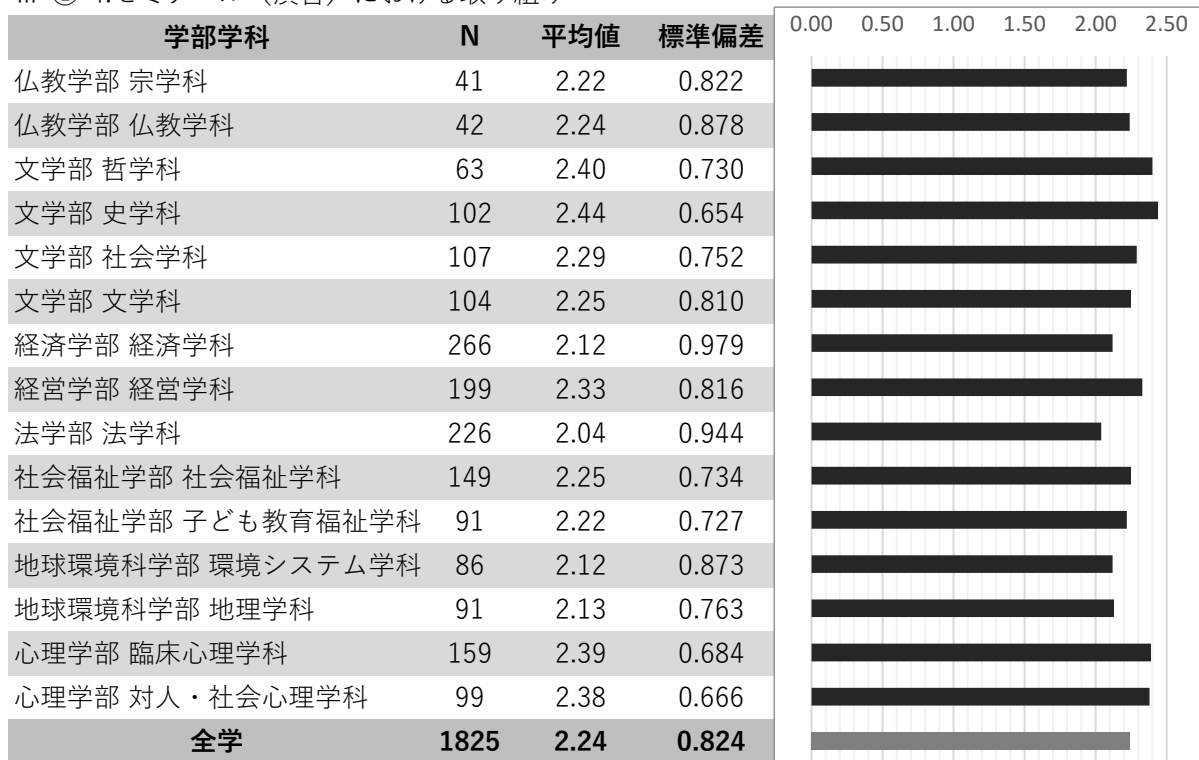 学部学科 N 平均値 標準偏差 0.00 0.50 1.00 1.50 2.00 2.50
仏教学部 宗学科 41 2.22 0.822
仏教学部 仏教学科 42 2.24 0.878
文学部 哲学科 63 2.40 0.730
文学部 史学科 102 2.44 0.654
文学部 社会学科 107 2.29 0.752
文学部 文学科 104 2.25 0.810
経済学部 経済学科 266 2.12 0.979
経営学部 経営学科 199 2.33 0.816
法学部 法学科 226 2.04 0.944
社会福祉学部 社会福祉学科 149 2.25 0.734
社会福祉学部 子ども教育福祉学科 91 2.22 0.727
地球環境科学部 環境システム学科 86 2.12 0.873
地球環境科学部 地理学科 91 2.13 0.763
心理学部 臨床心理学科 159 2.39 0.684
心理学部 対人・社会心理学科 99 2.38 0.666
全学 1825 2.24 0.824